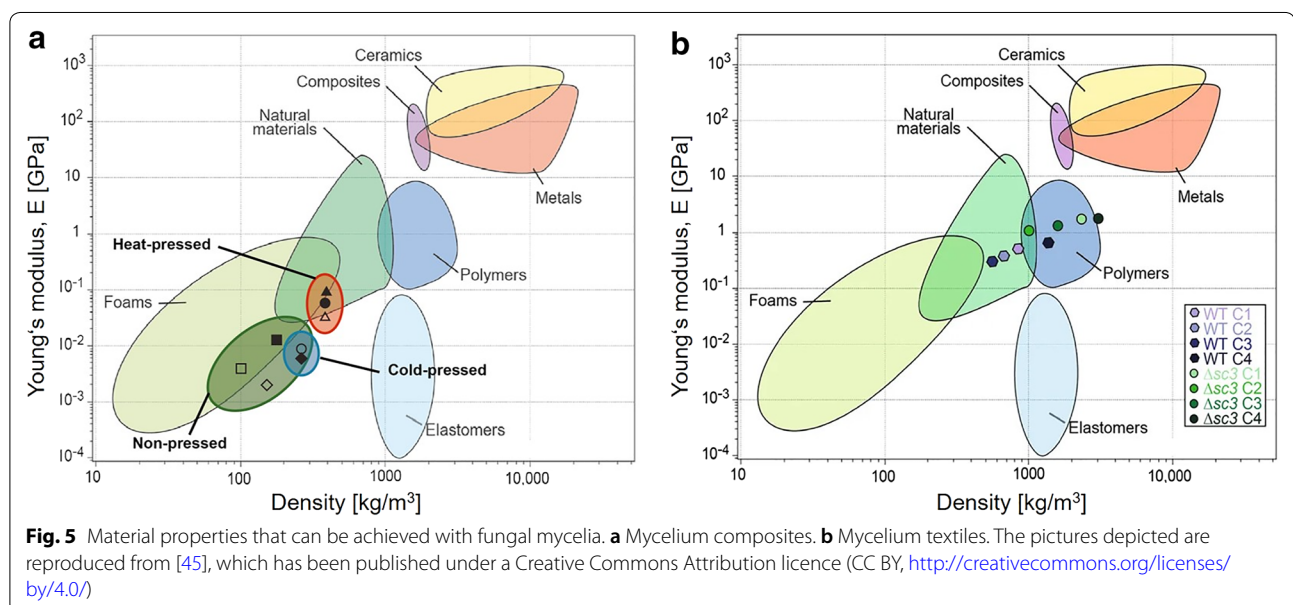 a
Young‘s modulus, E [GPa]
10³
10²
10
1
10⁻¹
10⁻²
10⁻³
10⁻⁴
Ceramics
Composites
Natural
materials
Metals
Heat-pressed
Polymers
Foams
Cold-pressed
Non-pressed
Elastomers
10
100
1000
10,000
Density [kg/m³]
b
Young‘s modulus, E [GPa]
10³
10²
10
1
10⁻¹
10⁻²
10⁻³
10⁻⁴
Ceramics
Composites
Natural
materials
Metals
Polymers
Foams
Elastomers
WT C1
WT C2
WT C3
WT C4
Δsc3 C1
Δsc3 C2
Δsc3 C3
Δsc3 C4
10
100
1000
10,000
Density [kg/m³]
Fig. 5 Material properties that can be achieved with fungal mycelia. a Mycelium composites. b Mycelium textiles. The pictures depicted are
reproduced from [45], which has been published under a Creative Commons Attribution licence (CC BY, http://creativecommons.org/licenses/
by/4.0/)